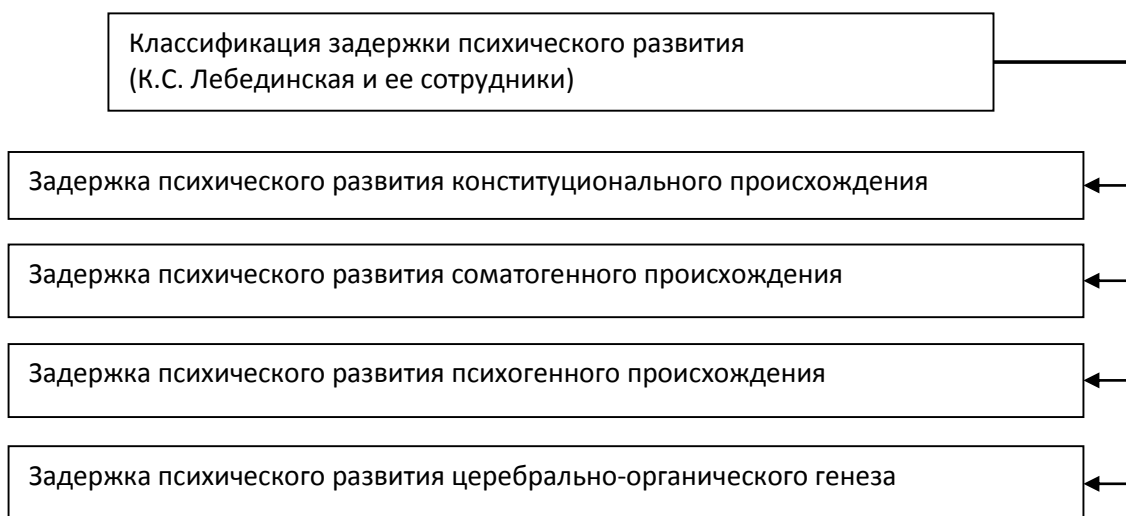 Классификация задержки психического развития
(К.С. Лебединская и ее сотрудники)
Задержка психического развития конституционального происхождения
Задержка психического развития соматогенного происхождения
Задержка психического развития психогенного происхождения
Задержка психического развития церебрально-органического генеза